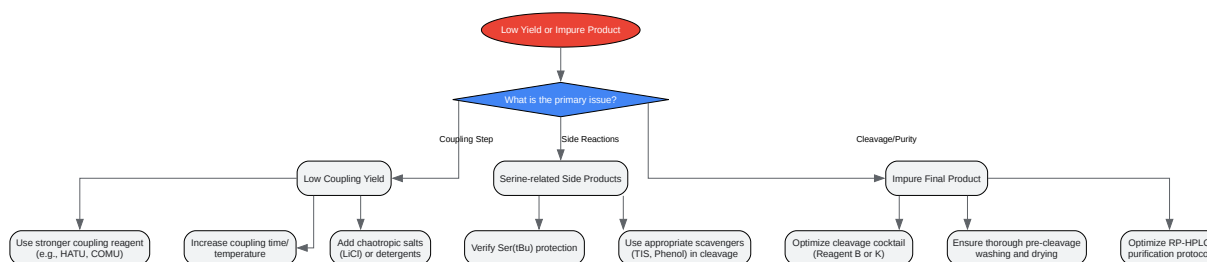 Low Yield or Impure Product
What is the primary issue?
Coupling Step
Side Reactions
Cleavage/Purity
Low Coupling Yield
Serine-related Side Products
Impure Final Product
Use stronger coupling reagent
(e.g., HATU, COMU)
Increase coupling time/
temperature
Add chaotropic salts
(LiCl) or detergents
Verify Ser(tBu) protection
Use appropriate scavengers
(TIS, Phenol) in cleavage
Optimize cleavage cocktail
(Reagent B or K)
Ensure thorough pre-cleavage
washing and drying
Optimize RP-HPLC
purification protocol